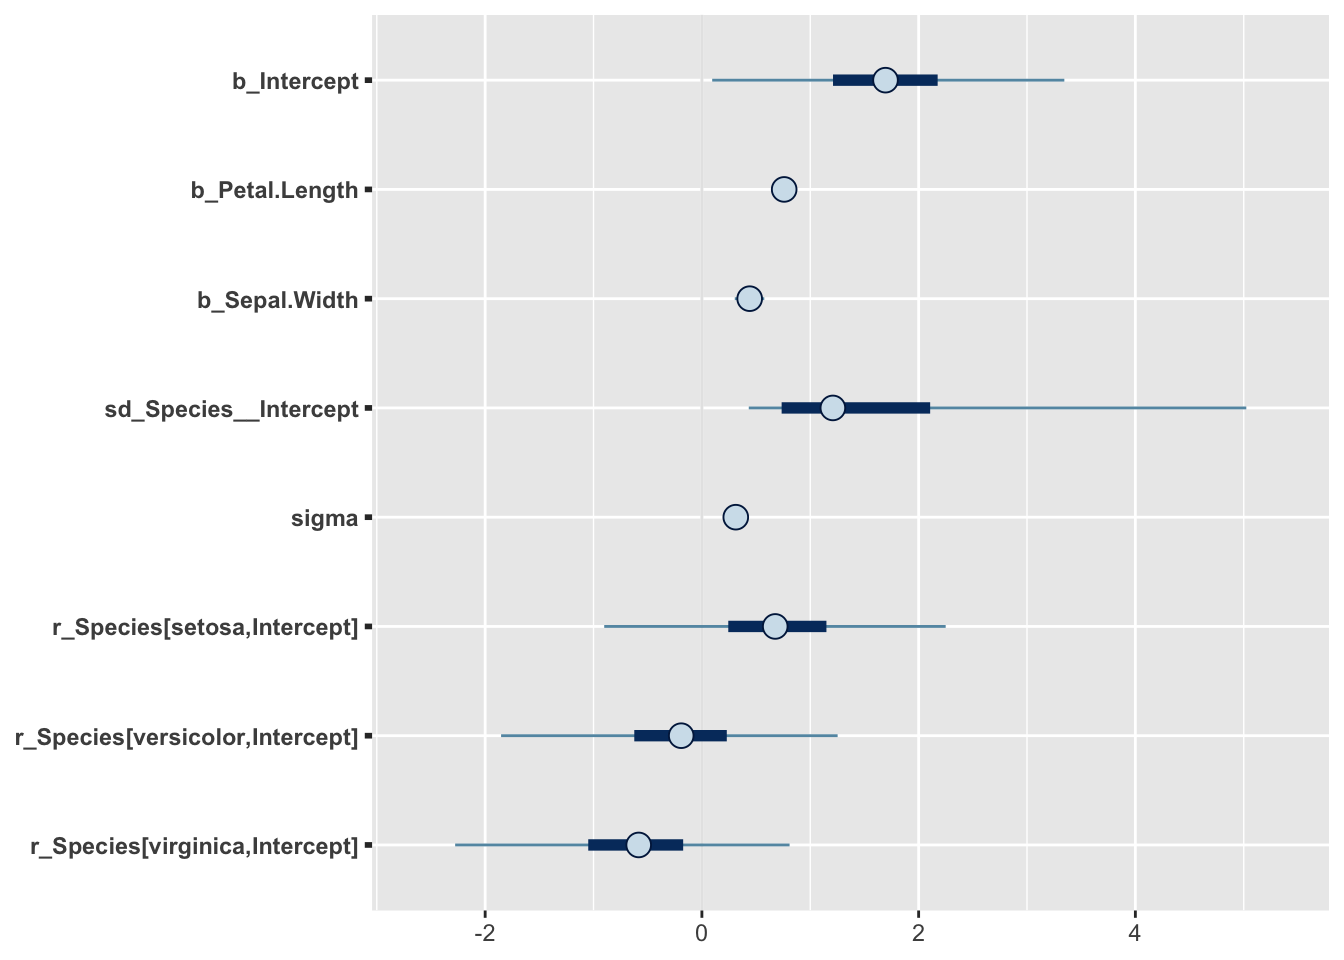 b_Intercept
b_Petal.Length
b_Sepal.Width
sd_Species__Intercept
sigma
r_Species[setosa,Intercept]
r_Species[versicolor,Intercept]
r_Species[virginica,Intercept]
-2 0 2 4